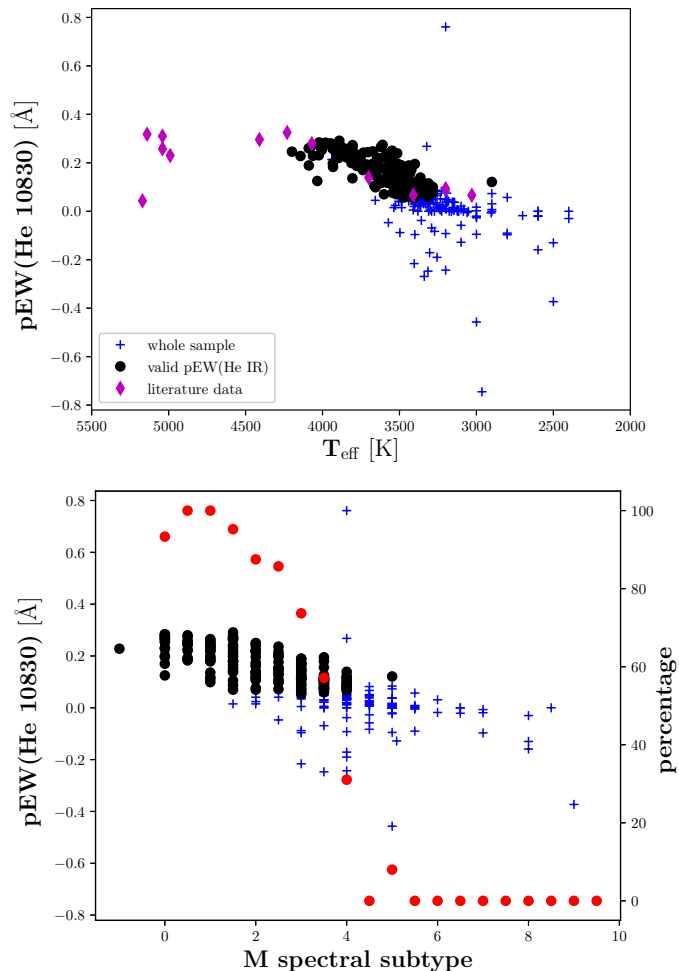 0.8
0.6
0.4
0.2
0.0
−0.2
−0.4
−0.6
−0.8
pEW(He 10830) [Å]
whole sample
valid pEW(He IR)
literature data
5500 5000 4500 4000 3500 3000 2500 2000
T_eff [K]
0.8
0.6
0.4
0.2
0.0
−0.2
−0.4
−0.6
−0.8
pEW(He 10830) [Å]
100
80
60
40
20
0
percentage
0 2 4 6 8 10
M spectral subtype